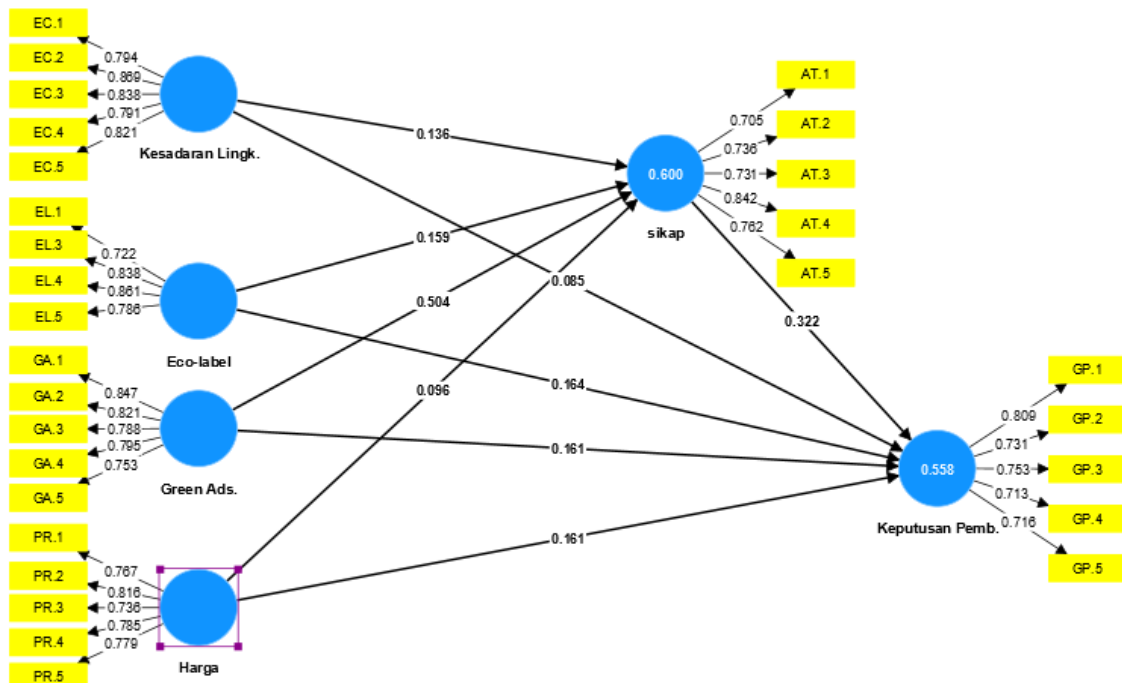 EC.1
EC.2
EC.3
EC.4
EC.5
0.794
0.869
0.838
0.791
0.821
Kesadaran Lingk.
EL.1
EL.3
EL.4
EL.5
0.722
0.838
0.861
0.786
Eco-label
GA.1
GA.2
GA.3
GA.4
GA.5
0.847
0.821
0.788
0.795
0.753
Green Ads.
PR.1
PR.2
PR.3
PR.4
PR.5
0.767
0.816
0.736
0.785
0.779
Harga
0.136
0.159
0.504
0.096
0.085
0.164
0.161
0.161
0.600
sikap
0.705
0.736
0.731
0.842
0.762
AT.1
AT.2
AT.3
AT.4
AT.5
0.322
0.558
Keputusan Pemb.
0.809
0.731
0.753
0.713
0.716
GP.1
GP.2
GP.3
GP.4
GP.5